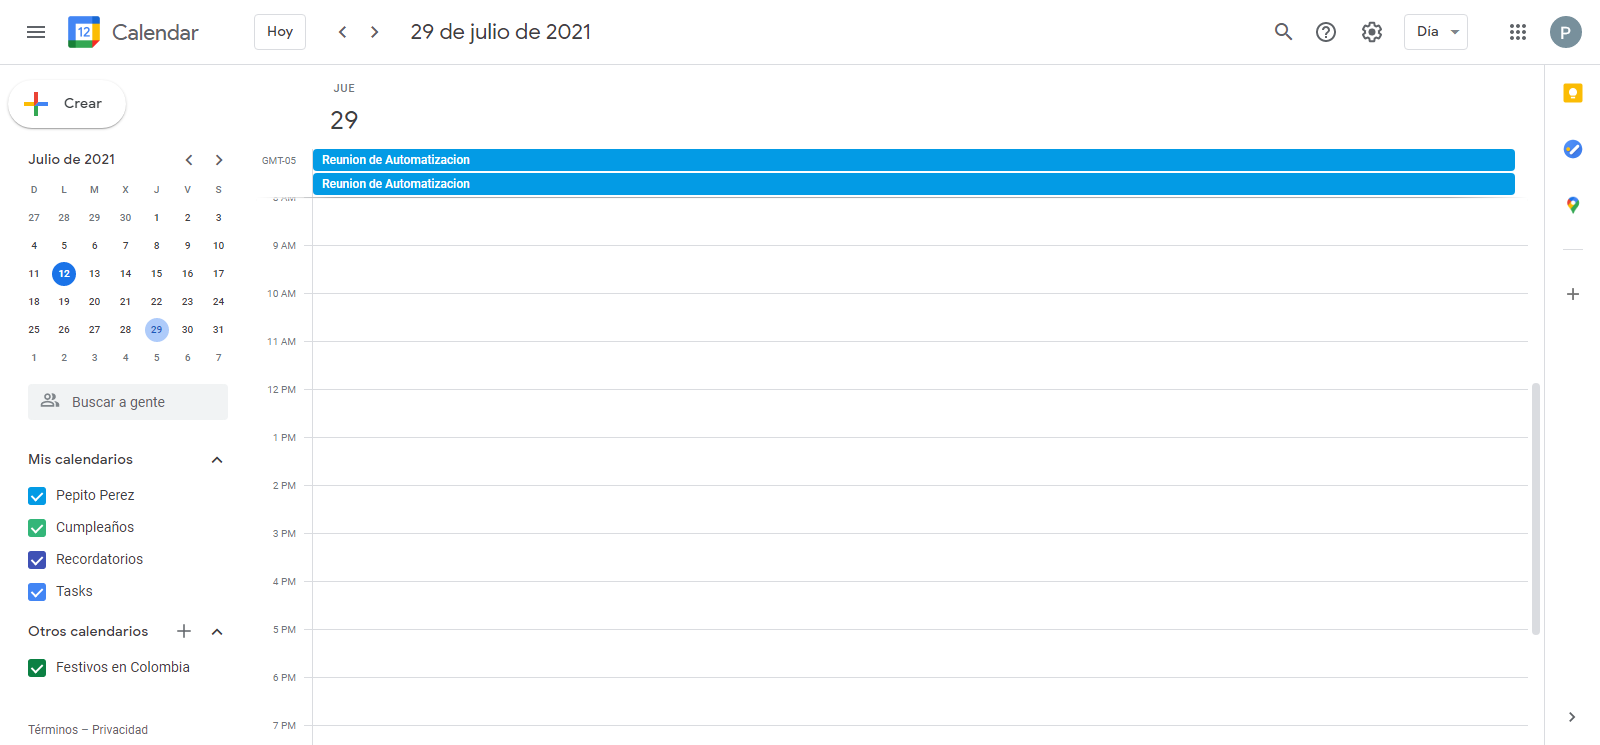 12 Calendar Hoy 29 de julio de 2021 Día P
Crear
JUE
29
Julio de 2021
D L M X J V S
27 28 29 30 1 2 3
4 5 6 7 8 9 10
11 12 13 14 15 16 17
18 19 20 21 22 23 24
25 26 27 28 29 30 31
1 2 3 4 5 6 7
Buscar a gente
Mis calendarios
Pepito Perez
Cumpleaños
Recordatorios
Tasks
Otros calendarios
Festivos en Colombia
Términos – Privacidad
GMT-05
Reunion de Automatizacion
Reunion de Automatizacion
8 AM
9 AM
10 AM
11 AM
12 PM
1 PM
2 PM
3 PM
4 PM
5 PM
6 PM
7 PM